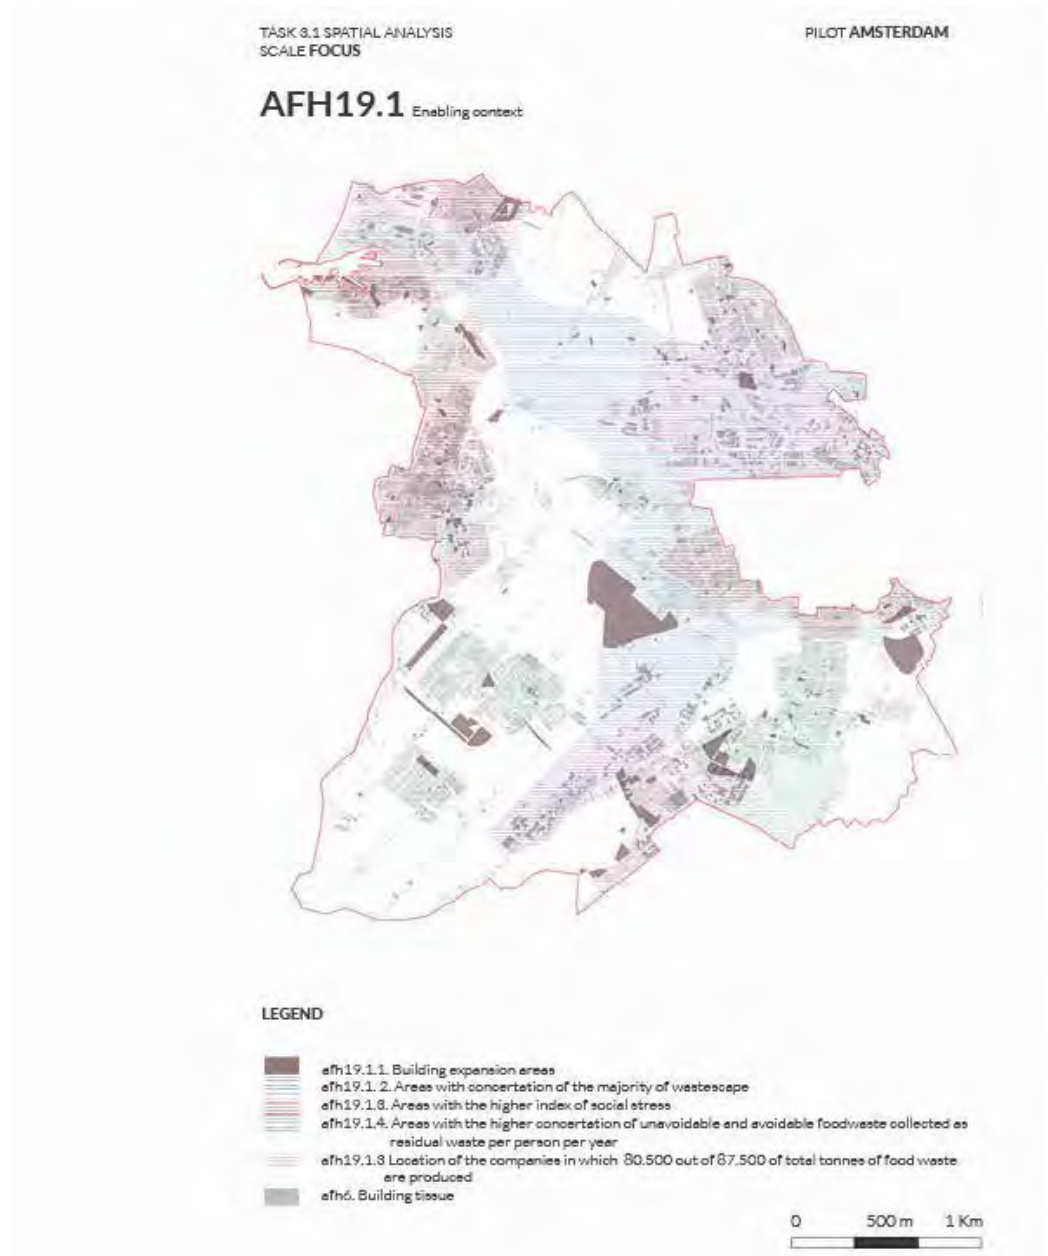 TASK 3.1 SPATIAL ANALYSIS
PILOT AMSTERDAM
SCALE FOCUS
AFH19.1 Enabling context
LEGEND
afh19.1.1. Building expansion areas
afh19.1. 2. Areas with concertation of the majority of wastescape
afh19.1.3. Areas with the higher index of social stress
afh19.1.4. Areas with the higher concertation of unavoidable and avoidable foodwaste collected as
residual waste per person per year
afh19.1.3 Location of the companies in which 80.500 out of 87.500 of total tonnes of food waste
are produced
afh6. Building tissue
0 500 m 1 Km